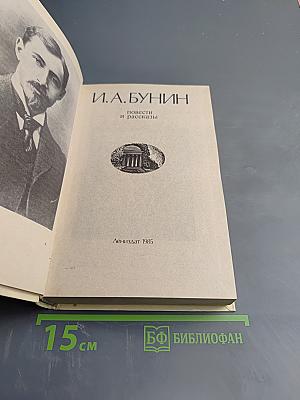 И. А. БУНИН
повести
и рассказы
Лениздат 1985
15 см
БФ БИБЛИОФАН